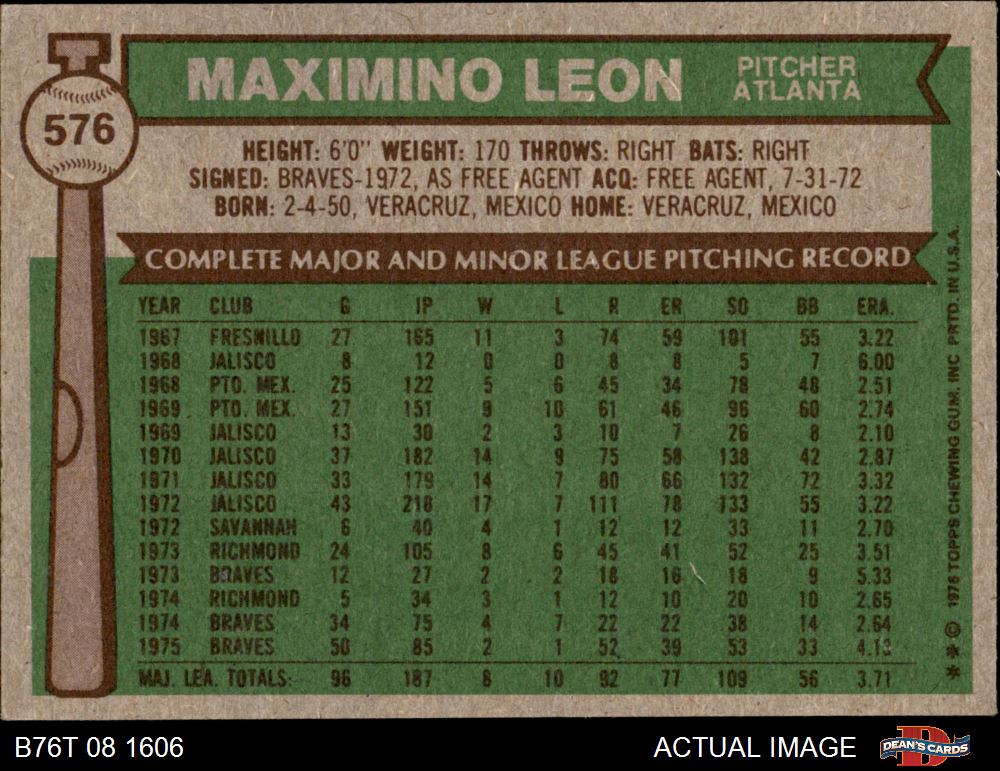 MAXIMINO LEON PITCHER ATLANTA
576
HEIGHT: 6'0" WEIGHT: 170 THROWS: RIGHT BATS: RIGHT
SIGNED: BRAVES-1972, AS FREE AGENT ACQ: FREE AGENT, 7-31-72
BORN: 2-4-50, VERACRUZ, MEXICO HOME: VERACRUZ, MEXICO
COMPLETE MAJOR AND MINOR LEAGUE PITCHING RECORD
YEAR CLUB G IP W L R ER SO BB ERA.
1967 FRESNILLO 27 165 11 3 74 59 101 55 3.22
1968 JALISCO 8 12 0 0 8 8 5 7 6.00
1968 PTO. MEX. 25 122 5 6 45 34 78 48 2.51
1969 PTO. MEX. 27 151 9 10 61 46 96 60 2.74
1969 JALISCO 13 30 2 3 10 7 26 8 2.10
1970 JALISCO 37 182 14 9 75 58 138 42 2.87
1971 JALISCO 33 179 14 7 80 66 132 72 3.32
1972 JALISCO 43 218 17 7 111 78 133 55 3.22
1972 SAVANNAH 6 40 4 1 12 12 33 11 2.70
1973 RICHMOND 24 105 8 6 45 41 52 25 3.51
1973 BRAVES 12 27 2 2 18 16 18 9 5.33
1974 RICHMOND 5 34 3 1 12 10 20 10 2.65
1974 BRAVES 34 75 4 7 22 22 38 14 2.64
1975 BRAVES 50 85 2 1 52 39 53 33 4.13
MAJ. LEA. TOTALS: 96 187 8 10 92 77 109 56 3.71
** © 1976 TOPPS CHEWING GUM, INC PRTD. IN U.S.A.
B76T 08 1606 ACTUAL IMAGE DEAN'S CARDS